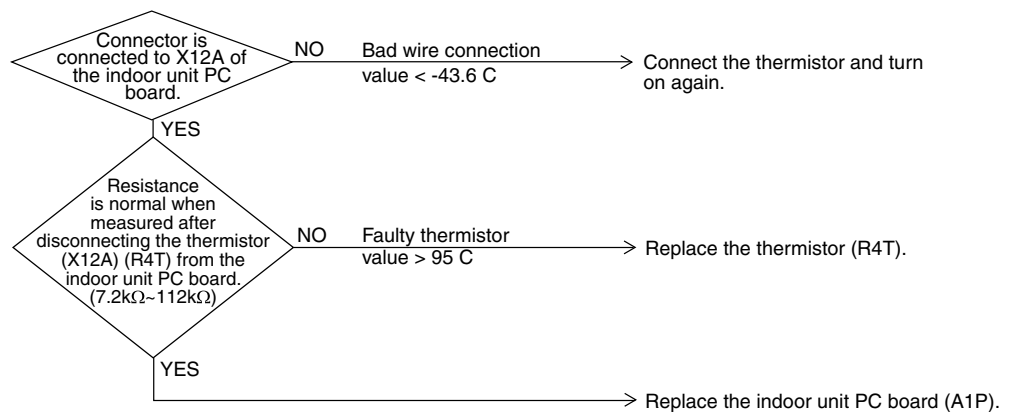 Connector is
connected to X12A of
the indoor unit PC
board.
NO
Bad wire connection
value < -43.6 C
Connect the thermistor and turn
on again.
YES
Resistance
is normal when
measured after
disconnecting the thermistor
(X12A) (R4T) from the
indoor unit PC board.
(7.2kΩ~112kΩ)
NO
Faulty thermistor
value > 95 C
Replace the thermistor (R4T).
YES
Replace the indoor unit PC board (A1P).